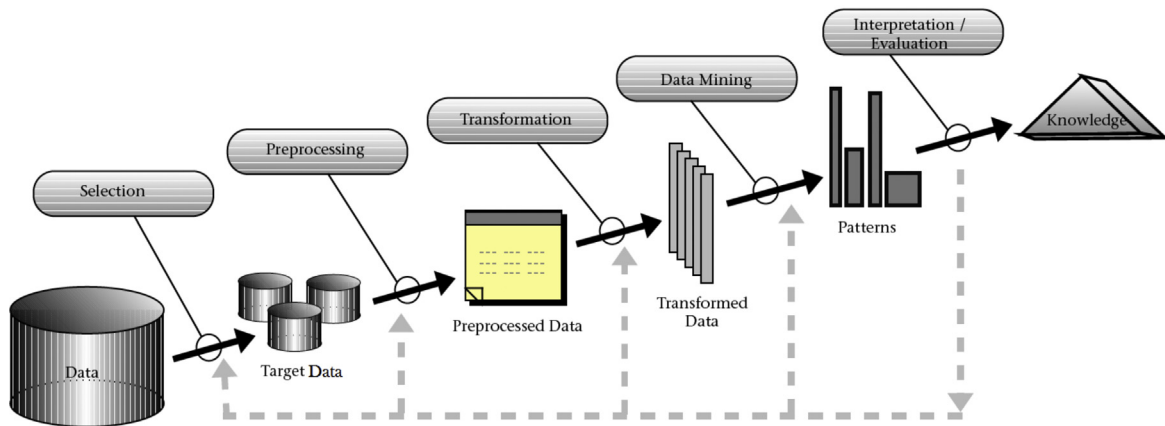 Interpretation /
Evaluation
Data Mining
Transformation
Preprocessing
Selection
Data
Target Data
Preprocessed Data
Transformed
Data
Patterns
Knowledge